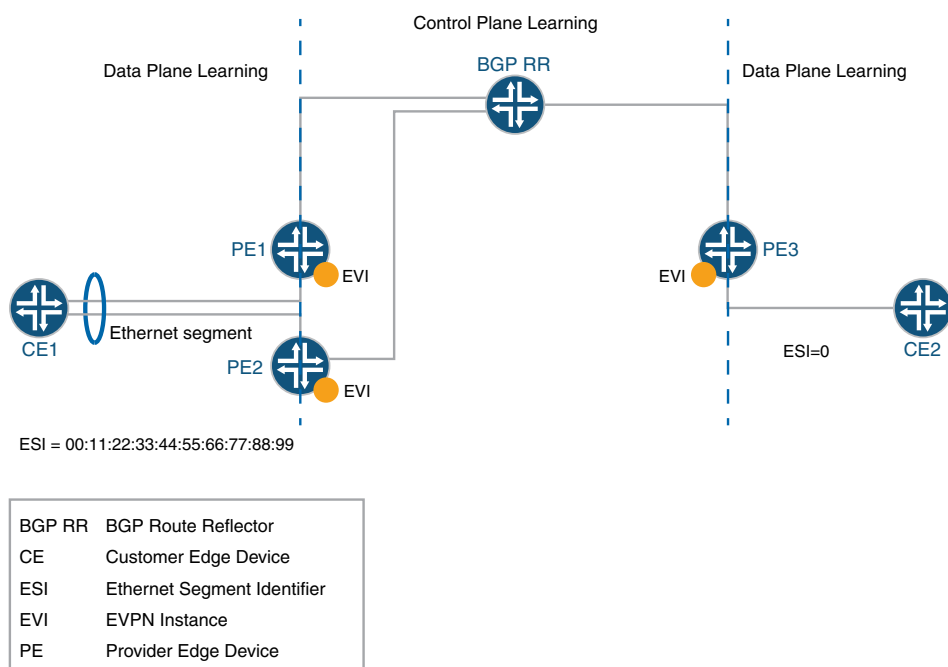 Control Plane Learning
Data Plane Learning
BGP RR
Data Plane Learning
PE1
EVI
PE3
EVI
Ethernet segment
CE1
PE2
EVI
ESI=0
CE2
ESI = 00:11:22:33:44:55:66:77:88:99
BGP RR BGP Route Reflector
CE Customer Edge Device
ESI Ethernet Segment Identifier
EVI EVPN Instance
PE Provider Edge Device